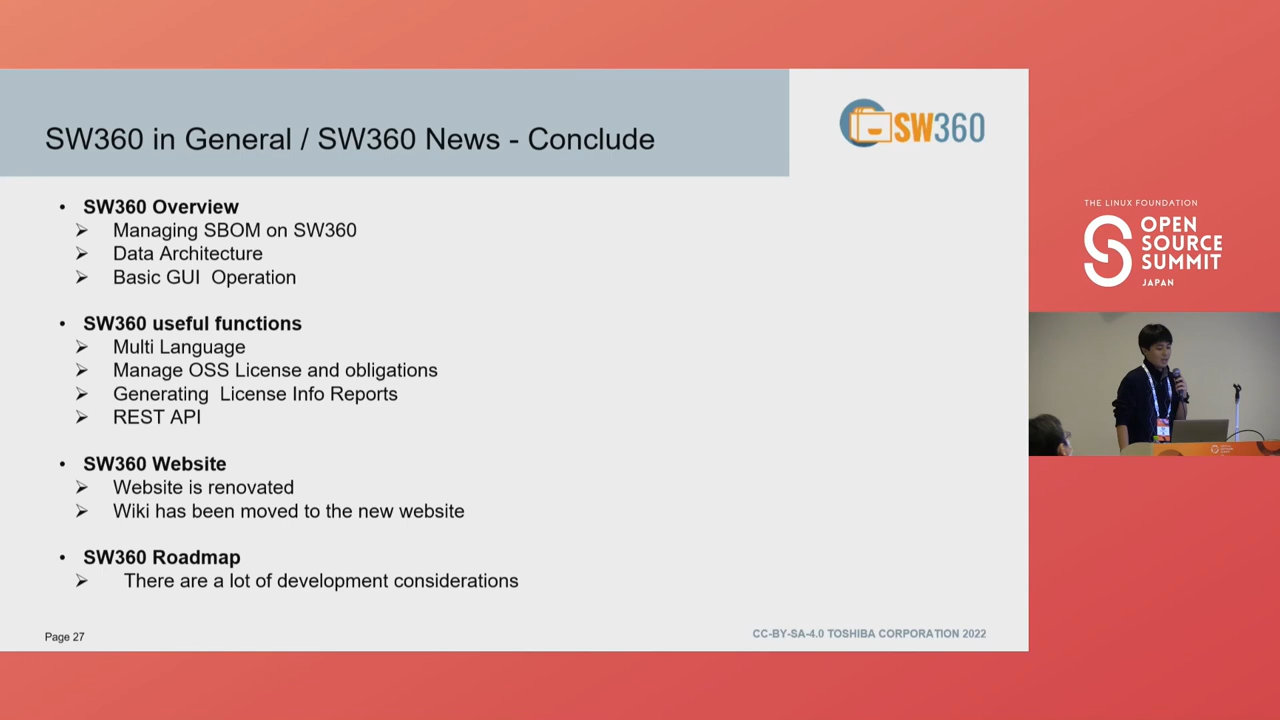 SW360 in General / SW360 News - Conclude
SW360
• SW360 Overview
➢ Managing SBOM on SW360
➢ Data Architecture
➢ Basic GUI Operation
• SW360 useful functions
➢ Multi Language
➢ Manage OSS License and obligations
➢ Generating License Info Reports
➢ REST API
• SW360 Website
➢ Website is renovated
➢ Wiki has been moved to the new website
• SW360 Roadmap
➢ There are a lot of development considerations
Page 27
CC-BY-SA-4.0 TOSHIBA CORPORATION 2022
THE LINUX FOUNDATION
OPEN
SOURCE
SUMMIT
JAPAN